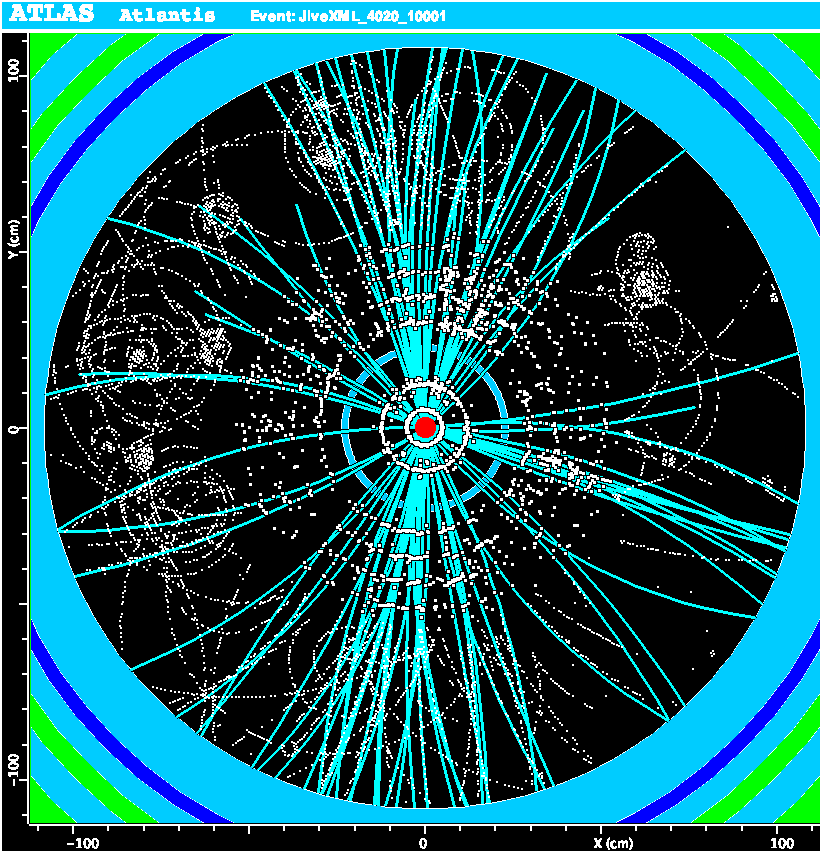 ATLAS Atlantis Event: JiveXML_4020_10001
100
Y (cm)
0
-100
-100 0 X (cm) 100